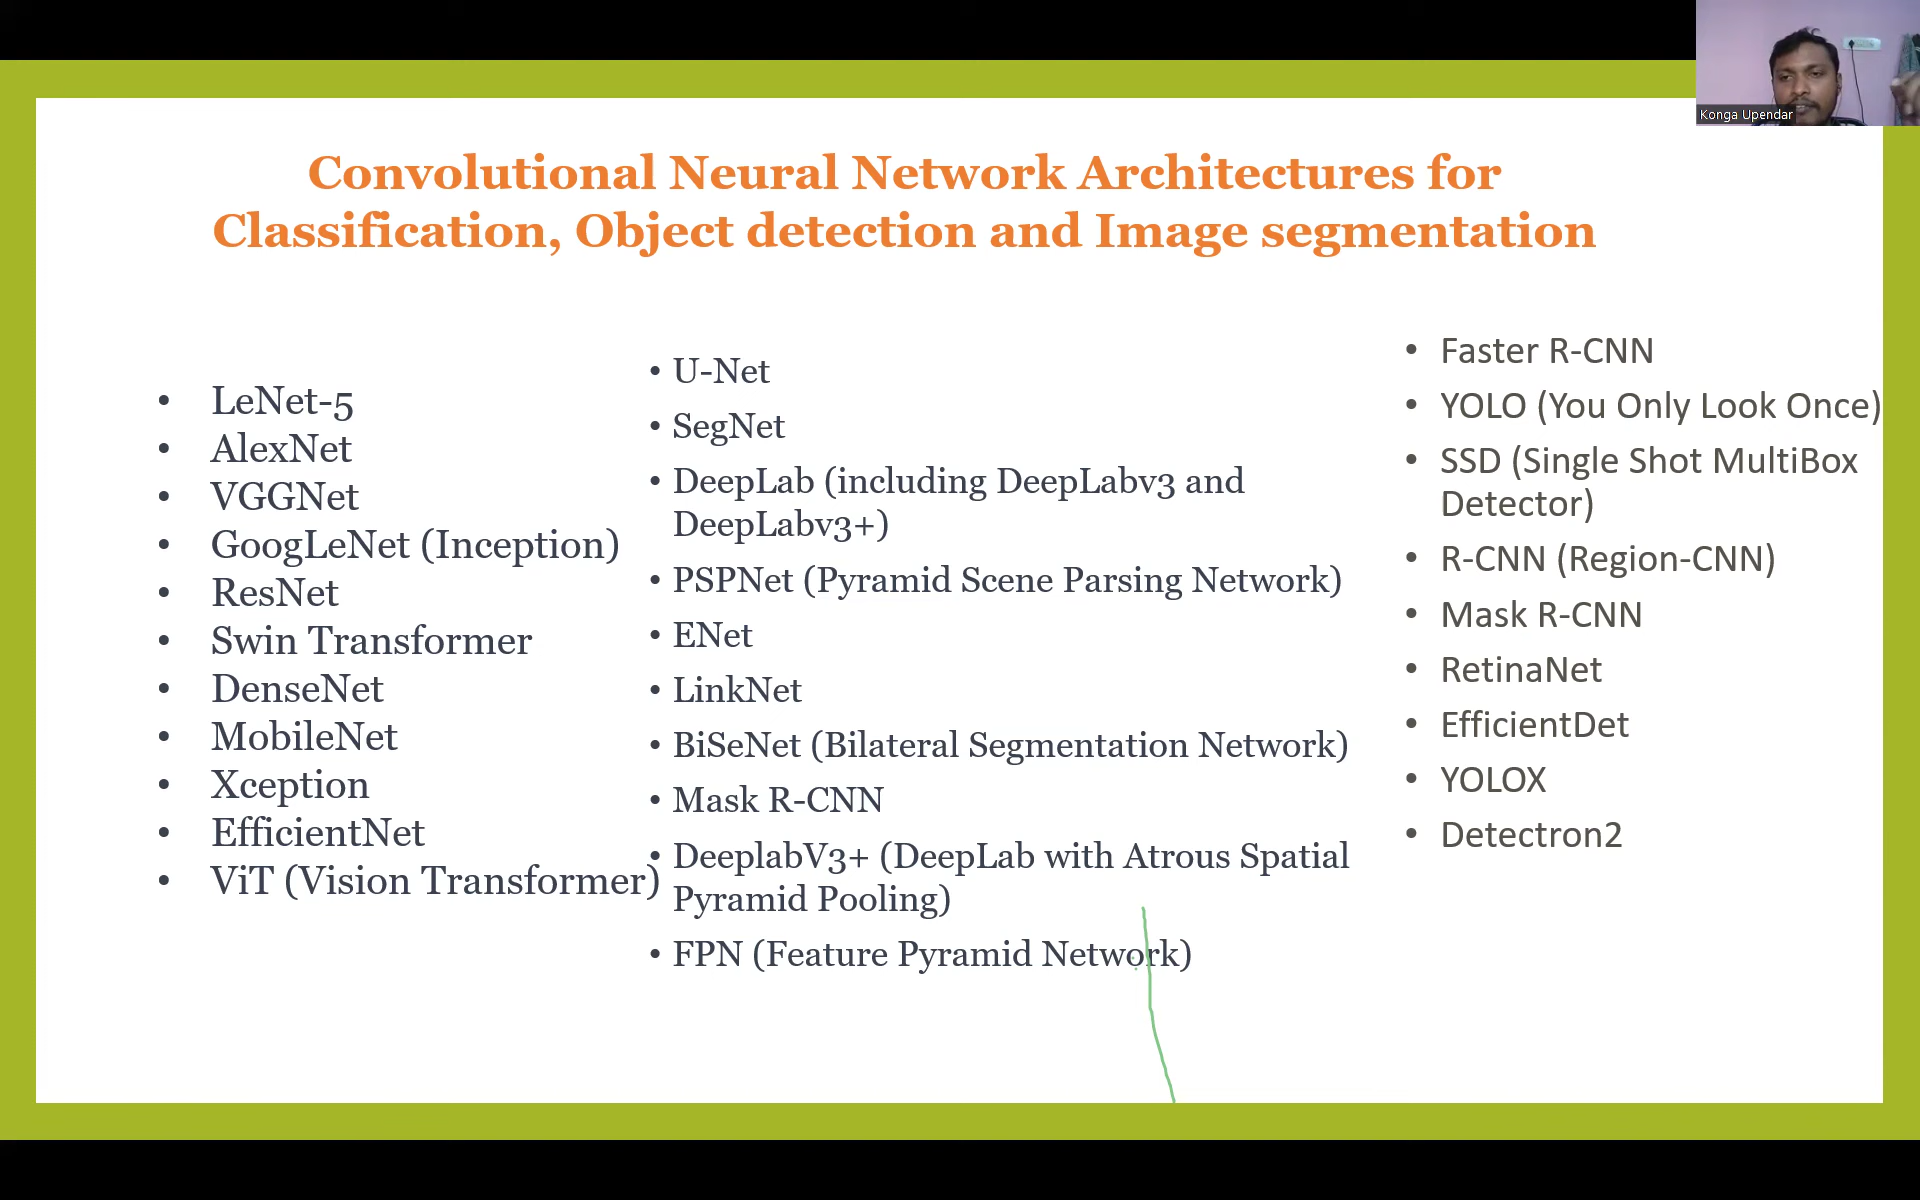 Konga Upendar
Convolutional Neural Network Architectures for
Classification, Object detection and Image segmentation
• LeNet-5
• AlexNet
• VGGNet
• GoogLeNet (Inception)
• ResNet
• Swin Transformer
• DenseNet
• MobileNet
• Xception
• EfficientNet
• ViT (Vision Transformer)
• U-Net
• SegNet
• DeepLab (including DeepLabv3 and
DeepLabv3+)
• PSPNet (Pyramid Scene Parsing Network)
• ENet
• LinkNet
• BiSeNet (Bilateral Segmentation Network)
• Mask R-CNN
• DeeplabV3+ (DeepLab with Atrous Spatial
Pyramid Pooling)
• FPN (Feature Pyramid Network)
• Faster R-CNN
• YOLO (You Only Look Once)
• SSD (Single Shot MultiBox
Detector)
• R-CNN (Region-CNN)
• Mask R-CNN
• RetinaNet
• EfficientDet
• YOLOX
• Detectron2